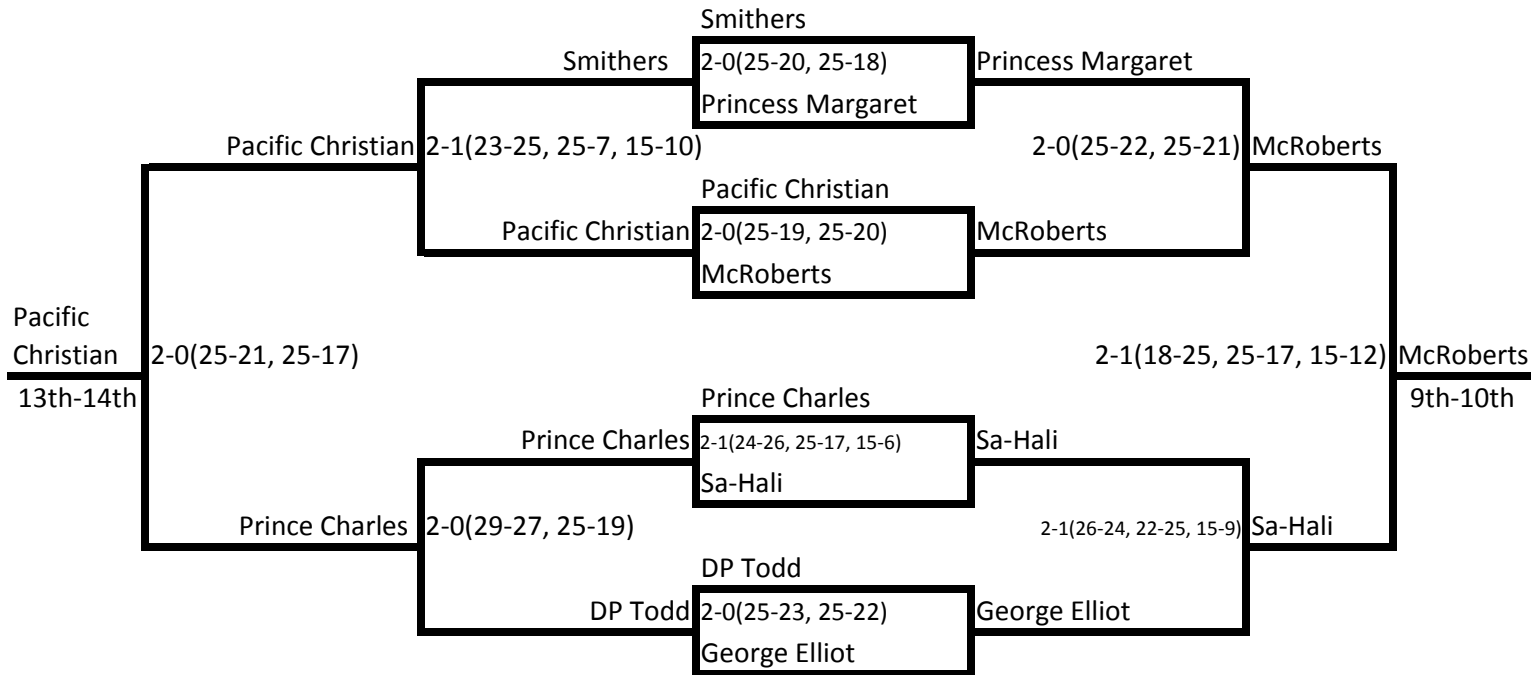 Smithers
Smithers 2-0(25-20, 25-18) Princess Margaret
Princess Margaret
Pacific Christian 2-1(23-25, 25-7, 15-10) 2-0(25-22, 25-21) McRoberts
Pacific Christian
Pacific Christian 2-0(25-19, 25-20) McRoberts
McRoberts
Pacific
Christian 2-0(25-21, 25-17) 2-1(18-25, 25-17, 15-12) McRoberts
13th-14th 9th-10th
Prince Charles
Prince Charles 2-1(24-26, 25-17, 15-6) Sa-Hali
Sa-Hali
Prince Charles 2-0(29-27, 25-19) 2-1(26-24, 22-25, 15-9) Sa-Hali
DP Todd
DP Todd 2-0(25-23, 25-22) George Elliot
George Elliot